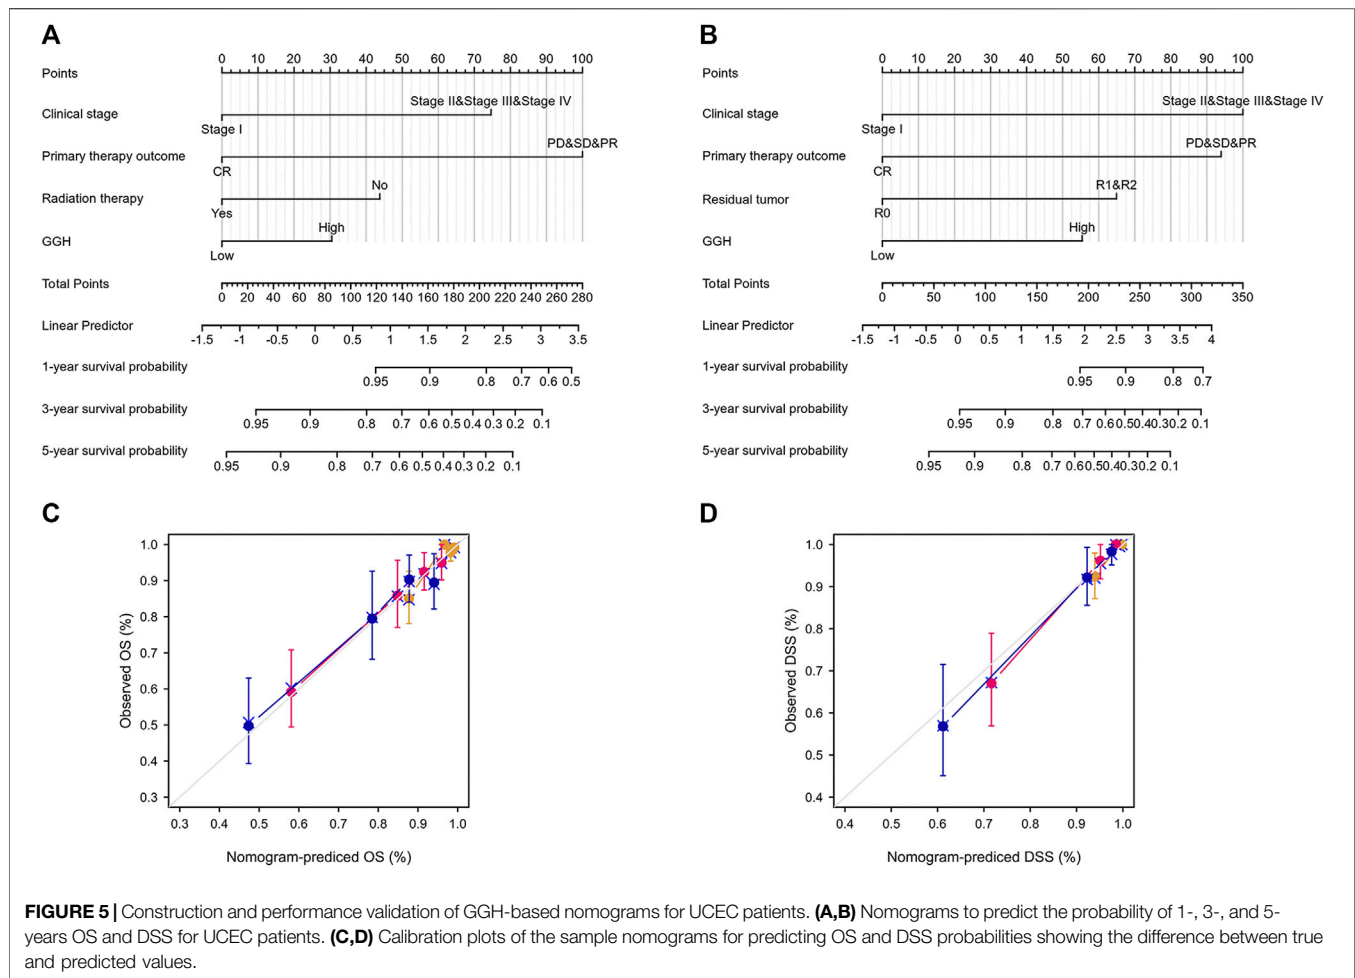 A
0 10 20 30 40 50 60 70 80 90 100
Points
Stage II&Stage III&Stage IV
Clinical stage
Stage I
PD&SD&PR
Primary therapy outcome
CR
No
Radiation therapy
Yes
High
GGH
Low
Total Points
0 20 40 60 80 100 120 140 160 180 200 220 240 260 280
Linear Predictor
-1.5 -1 -0.5 0 0.5 1 1.5 2 2.5 3 3.5
1-year survival probability
0.95 0.9 0.8 0.7 0.6 0.5
3-year survival probability
0.95 0.9 0.8 0.7 0.6 0.5 0.4 0.3 0.2 0.1
5-year survival probability
0.95 0.9 0.8 0.7 0.6 0.5 0.4 0.3 0.2 0.1
B
0 10 20 30 40 50 60 70 80 90 100
Points
Stage II&Stage III&Stage IV
Clinical stage
Stage I
PD&SD&PR
Primary therapy outcome
CR
R1&R2
Residual tumor
R0
High
GGH
Low
Total Points
0 50 100 150 200 250 300 350
Linear Predictor
-1.5 -1 -0.5 0 0.5 1 1.5 2 2.5 3 3.5 4
1-year survival probability
0.95 0.9 0.8 0.7
3-year survival probability
0.95 0.9 0.8 0.7 0.6 0.5 0.4 0.3 0.2 0.1
5-year survival probability
0.95 0.9 0.8 0.7 0.6 0.5 0.4 0.3 0.2 0.1
C
1.0
0.9
0.8
0.7
0.6
0.5
0.4
0.3
Observed OS (%)
0.3 0.4 0.5 0.6 0.7 0.8 0.9 1.0
Nomogram-prediced OS (%)
D
1.0
0.9
0.8
0.7
0.6
0.5
0.4
Observed DSS (%)
0.4 0.5 0.6 0.7 0.8 0.9 1.0
Nomogram-prediced DSS (%)
FIGURE 5 | Construction and performance validation of GGH-based nomograms for UCEC patients. (A,B) Nomograms to predict the probability of 1-, 3-, and 5-
years OS and DSS for UCEC patients. (C,D) Calibration plots of the sample nomograms for predicting OS and DSS probabilities showing the difference between true
and predicted values.